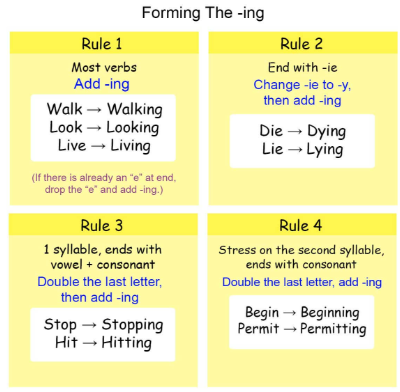 Forming The -ing
Rule 1
Most verbs
Add -ing
Walk → Walking
Look → Looking
Live → Living
(If there is already an "e" at end,
drop the "e" and add -ing.)
Rule 2
End with -ie
Change -ie to -y,
then add -ing
Die → Dying
Lie → Lying
Rule 3
1 syllable, ends with
vowel + consonant
Double the last letter,
then add -ing
Stop → Stopping
Hit → Hitting
Rule 4
Stress on the second syllable,
ends with consonant
Double the last letter, add -ing
Begin → Beginning
Permit → Permitting